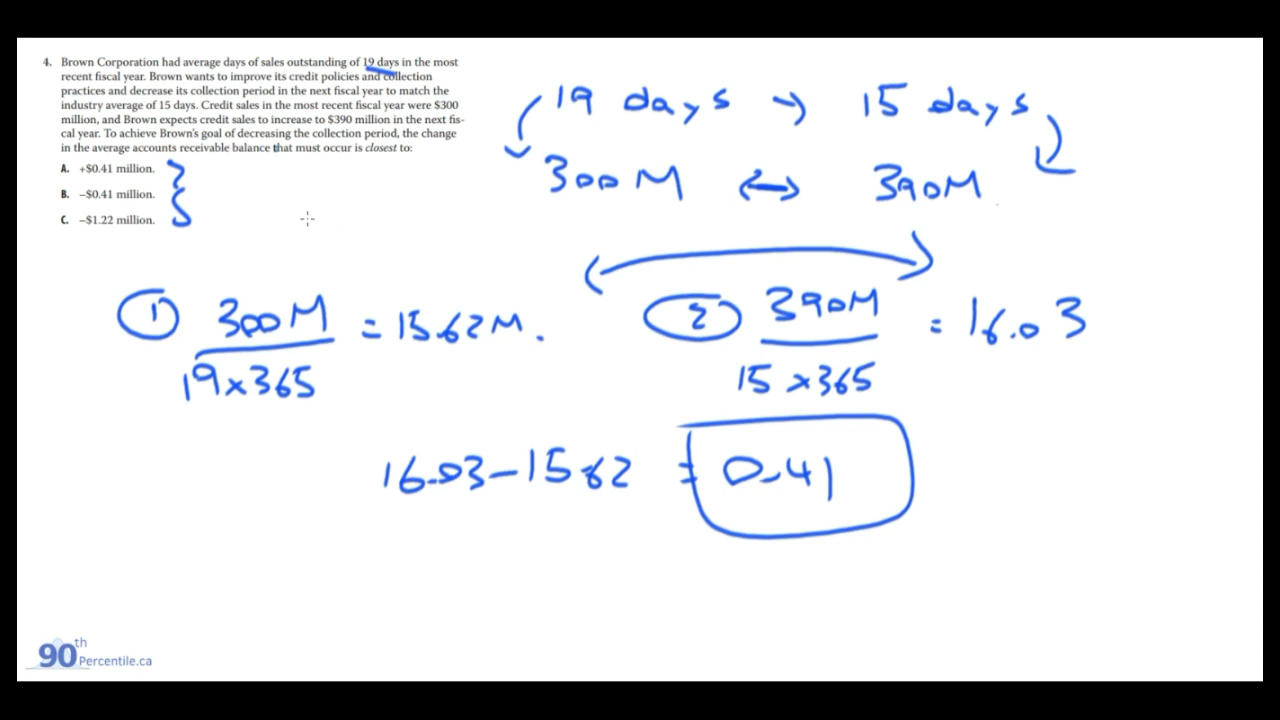 4. Brown Corporation had average days of sales outstanding of 19 days in the most
recent fiscal year. Brown wants to improve its credit policies and collection
practices and decrease its collection period in the next fiscal year to match the
industry average of 15 days. Credit sales in the most recent fiscal year were $300
million, and Brown expects credit sales to increase to $390 million in the next fis-
cal year. To achieve Brown's goal of decreasing the collection period, the change
in the average accounts receivable balance that must occur is closest to:
A. +$0.41 million.
B. −$0.41 million.
C. −$1.22 million.
19 days → 15 days
300M ↔ 390M
1) 300M / 19×365 = 15.62M.
2) 390M / 15×365 = 16.03
16.03 − 15.62 = 0.41
90th
Percentile.ca